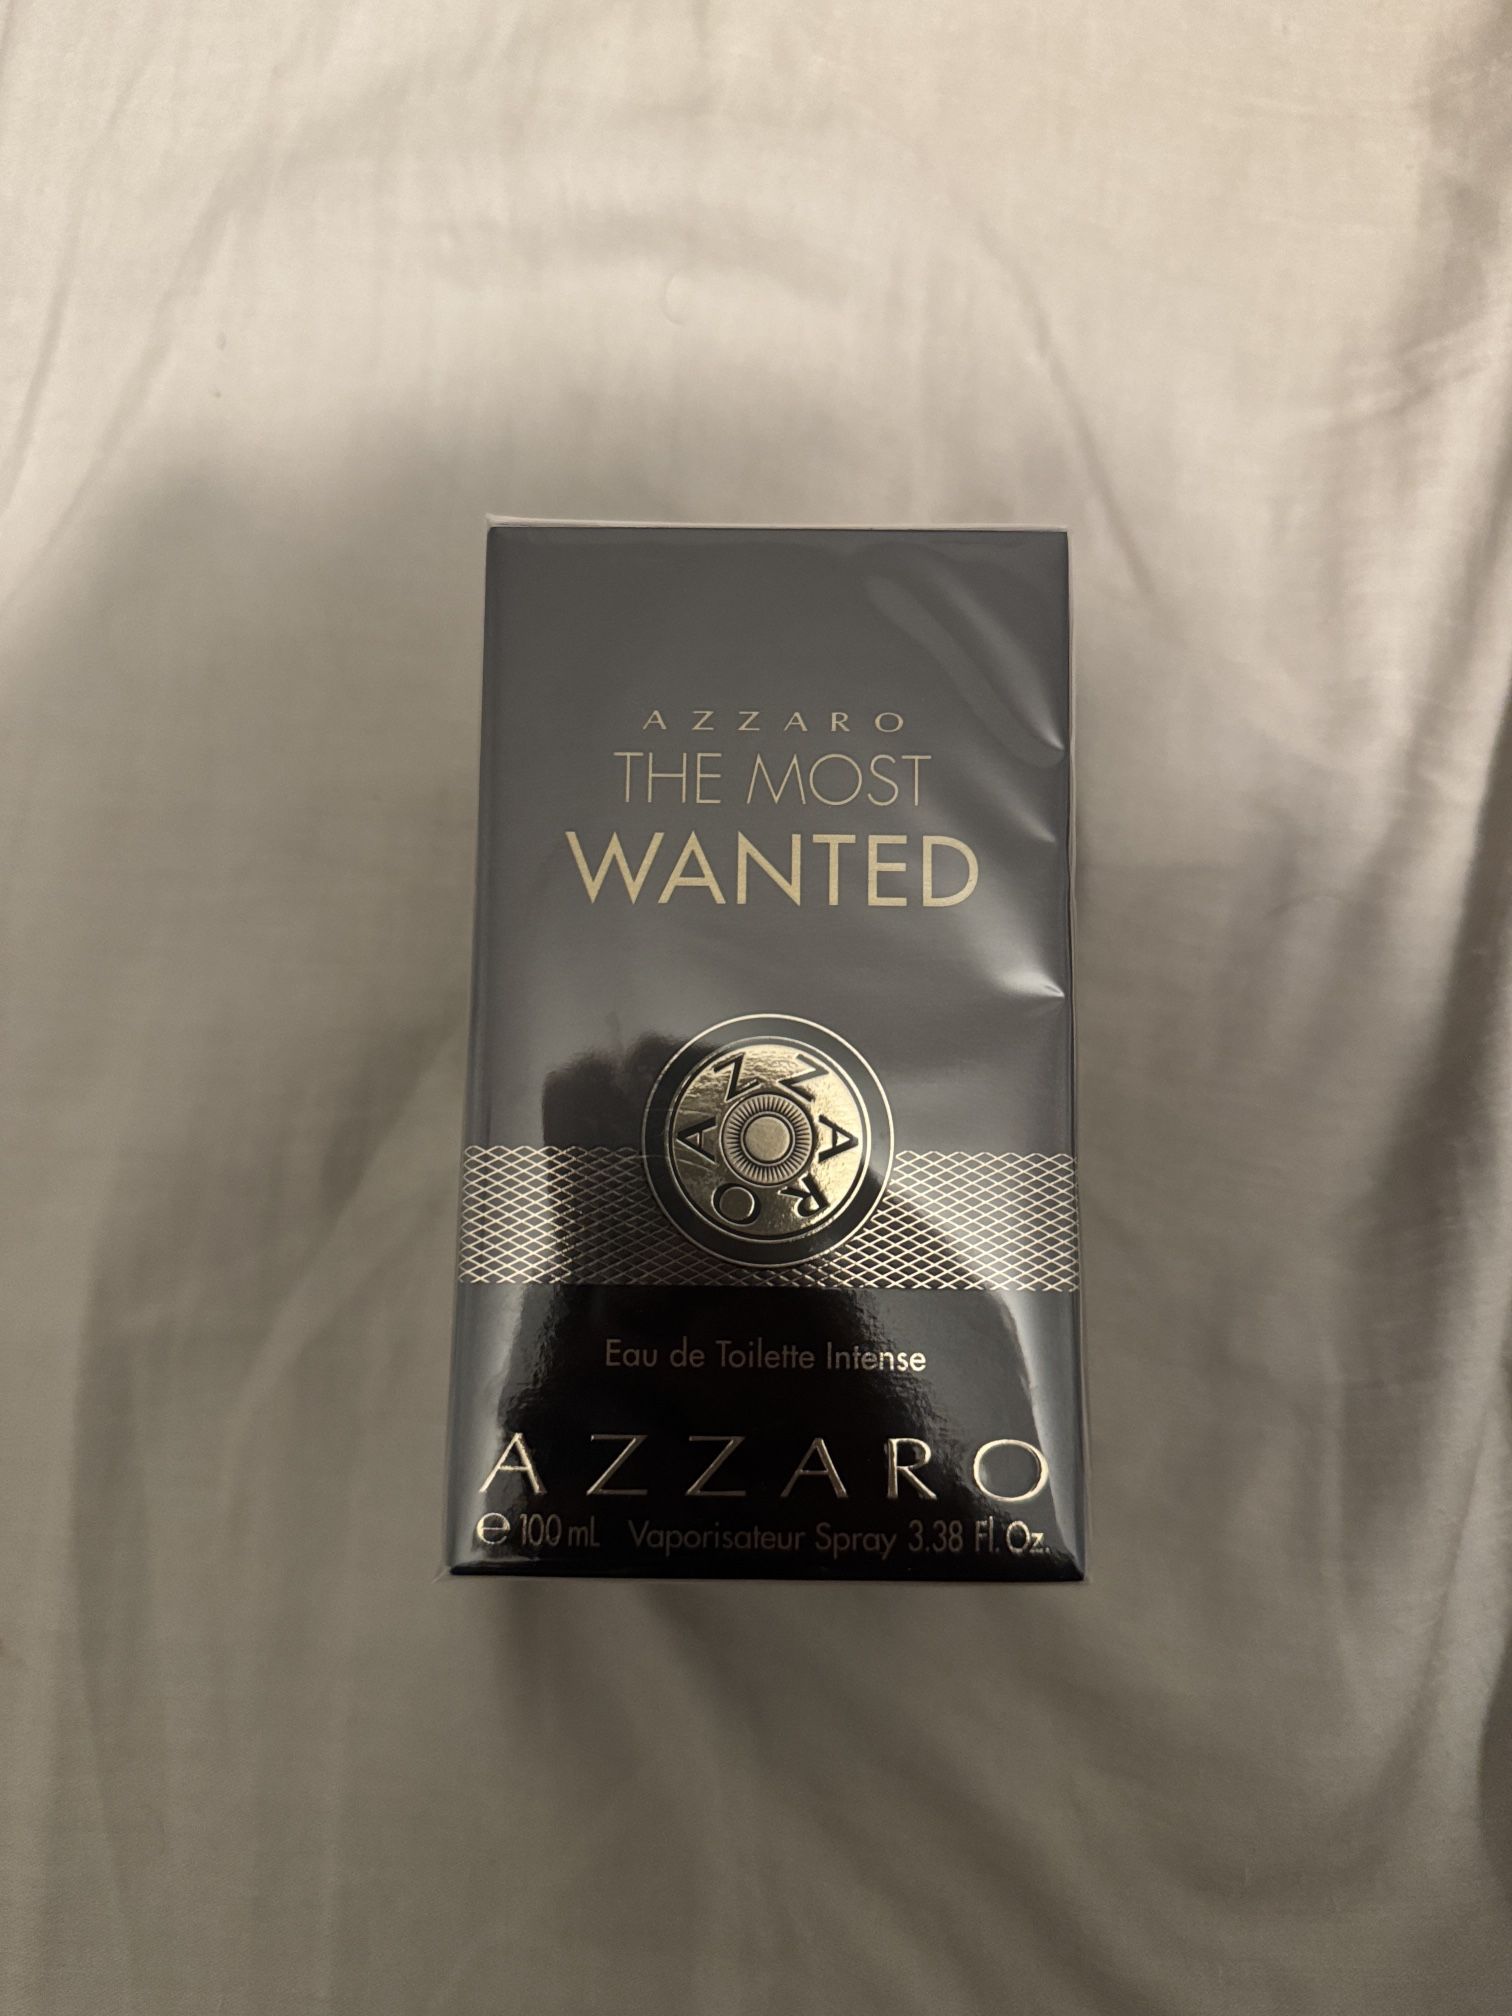 AZZARO
THE MOST
WANTED
AZZARO
Eau de Toilette Intense
AZZARO
e 100 mL Vaporisateur Spray 3.38 Fl. Oz.